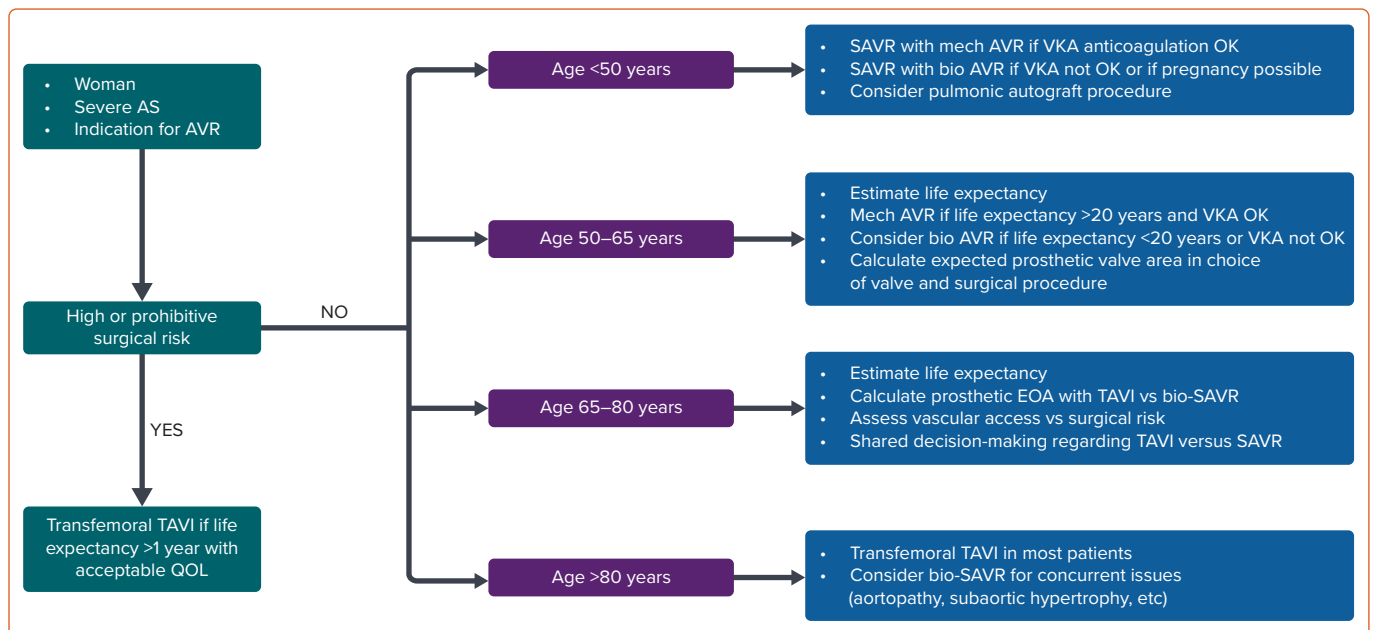 • Woman
• Severe AS
• Indication for AVR
High or prohibitive
surgical risk
YES
Transfemoral TAVI if life
expectancy >1 year with
acceptable QOL
NO
Age <50 years
• SAVR with mech AVR if VKA anticoagulation OK
• SAVR with bio AVR if VKA not OK or if pregnancy possible
• Consider pulmonic autograft procedure
Age 50–65 years
• Estimate life expectancy
• Mech AVR if life expectancy >20 years and VKA OK
• Consider bio AVR if life expectancy <20 years or VKA not OK
• Calculate expected prosthetic valve area in choice
of valve and surgical procedure
Age 65–80 years
• Estimate life expectancy
• Calculate prosthetic EOA with TAVI vs bio-SAVR
• Assess vascular access vs surgical risk
• Shared decision-making regarding TAVI versus SAVR
Age >80 years
• Transfemoral TAVI in most patients
• Consider bio-SAVR for concurrent issues
(aortopathy, subaortic hypertrophy, etc)